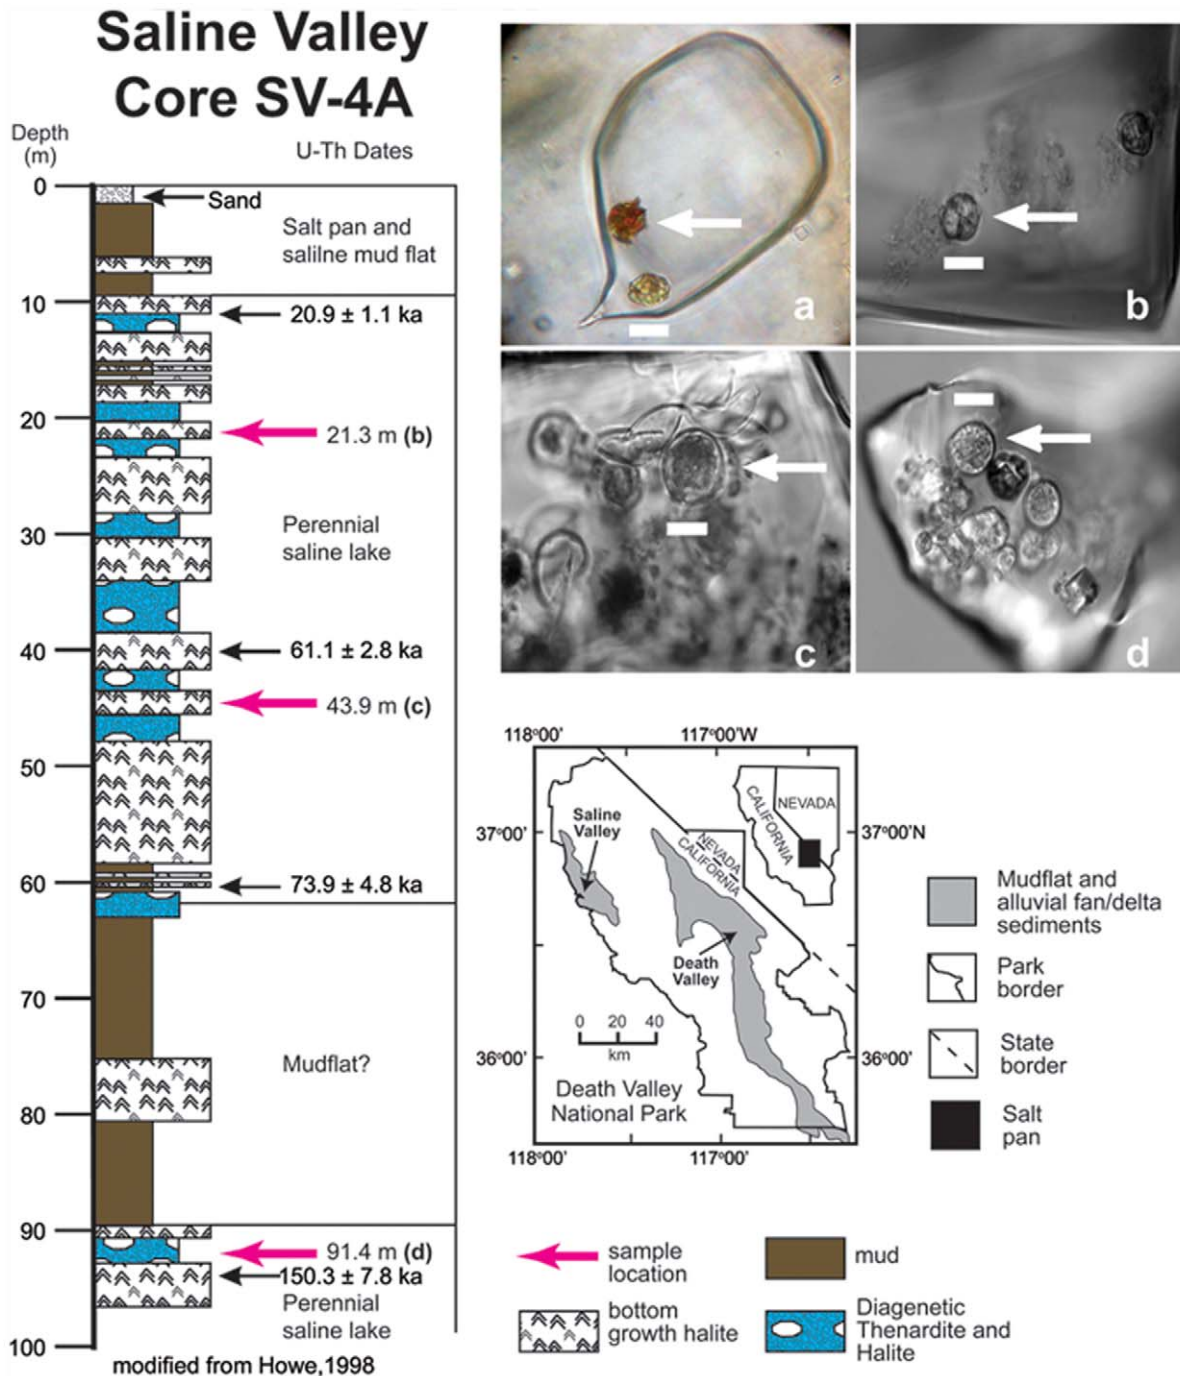 Saline Valley
Core SV-4A
Depth
(m)
U-Th Dates
0
Sand
Salt pan and
salilne mud flat
10
20.9 ± 1.1 ka
20
21.3 m (b)
Perennial
saline lake
30
40
61.1 ± 2.8 ka
43.9 m (c)
50
60
73.9 ± 4.8 ka
70
Mudflat?
80
90
91.4 m (d)
150.3 ± 7.8 ka
Perennial
saline lake
100
modified from Howe,1998
a
b
c
d
118°00'
117°00'W
Saline
Valley
37°00'
NEVADA
CALIFORNIA
CALIFORNIA
NEVADA
37°00'N
Death
Valley
0 20 40
km
36°00'
36°00'
Death Valley
National Park
118°00'
117°00'
Mudflat and
alluvial fan/delta
sediments
Park
border
State
border
Salt
pan
sample
location
mud
bottom
growth halite
Diagenetic
Thenardite and
Halite